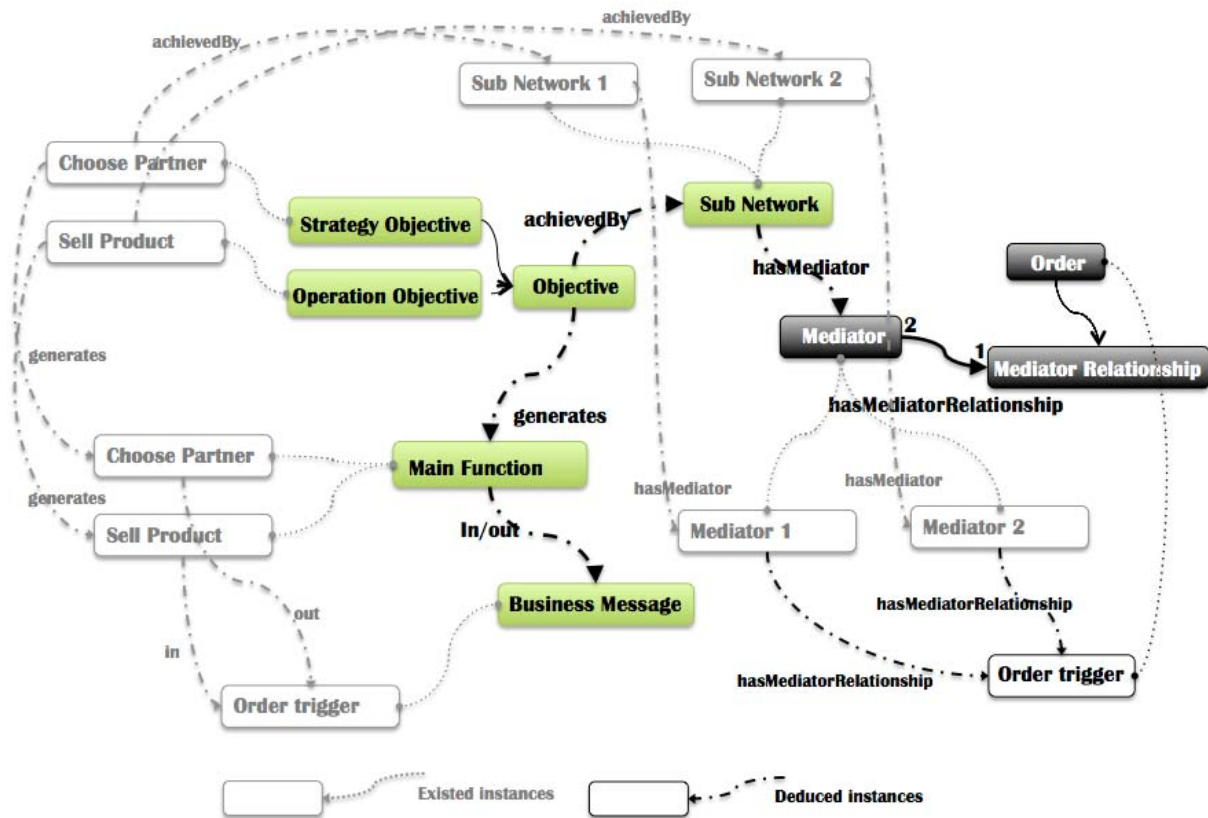 achievedBy
achievedBy
Sub Network 1
Sub Network 2
Choose Partner
Sub Network
Strategy Objective
achievedBy
Sell Product
Order
hasMediator
Operation Objective
Objective
2
Mediator
1
Mediator Relationship
generates
generates
hasMediatorRelationship
Choose Partner
Main Function
hasMediator
hasMediator
generates
Sell Product
In/out
Mediator 1
Mediator 2
Business Message
hasMediatorRelationship
out
in
Order trigger
hasMediatorRelationship
Order trigger
Existed instances
Deduced instances